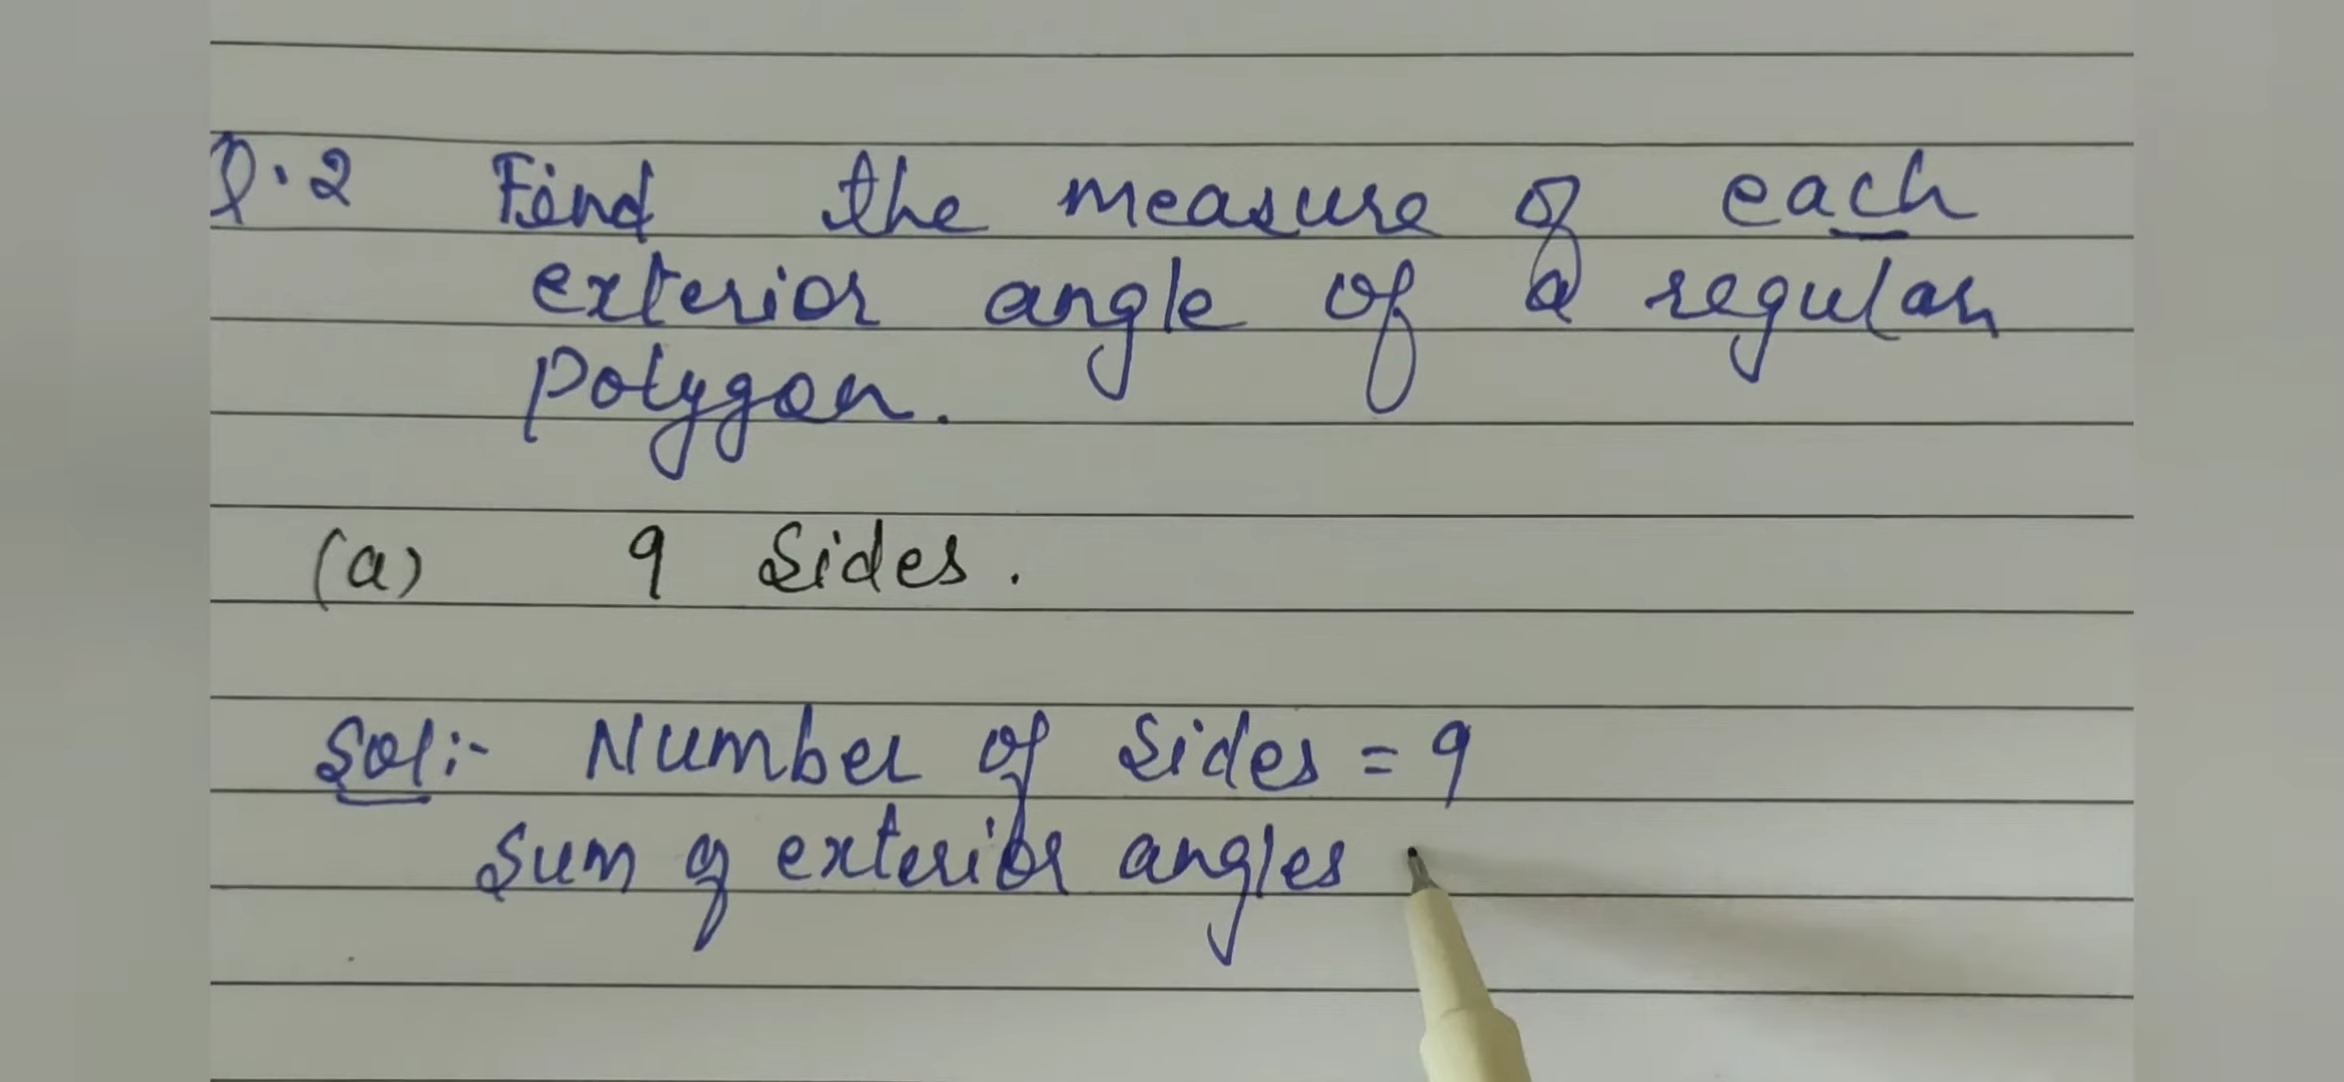 Q.2 Find the measure of each
exterior angle of a regular
polygon.
(a) 9 Sides.
Sol:- Number of sides = 9
Sum of exterior angles